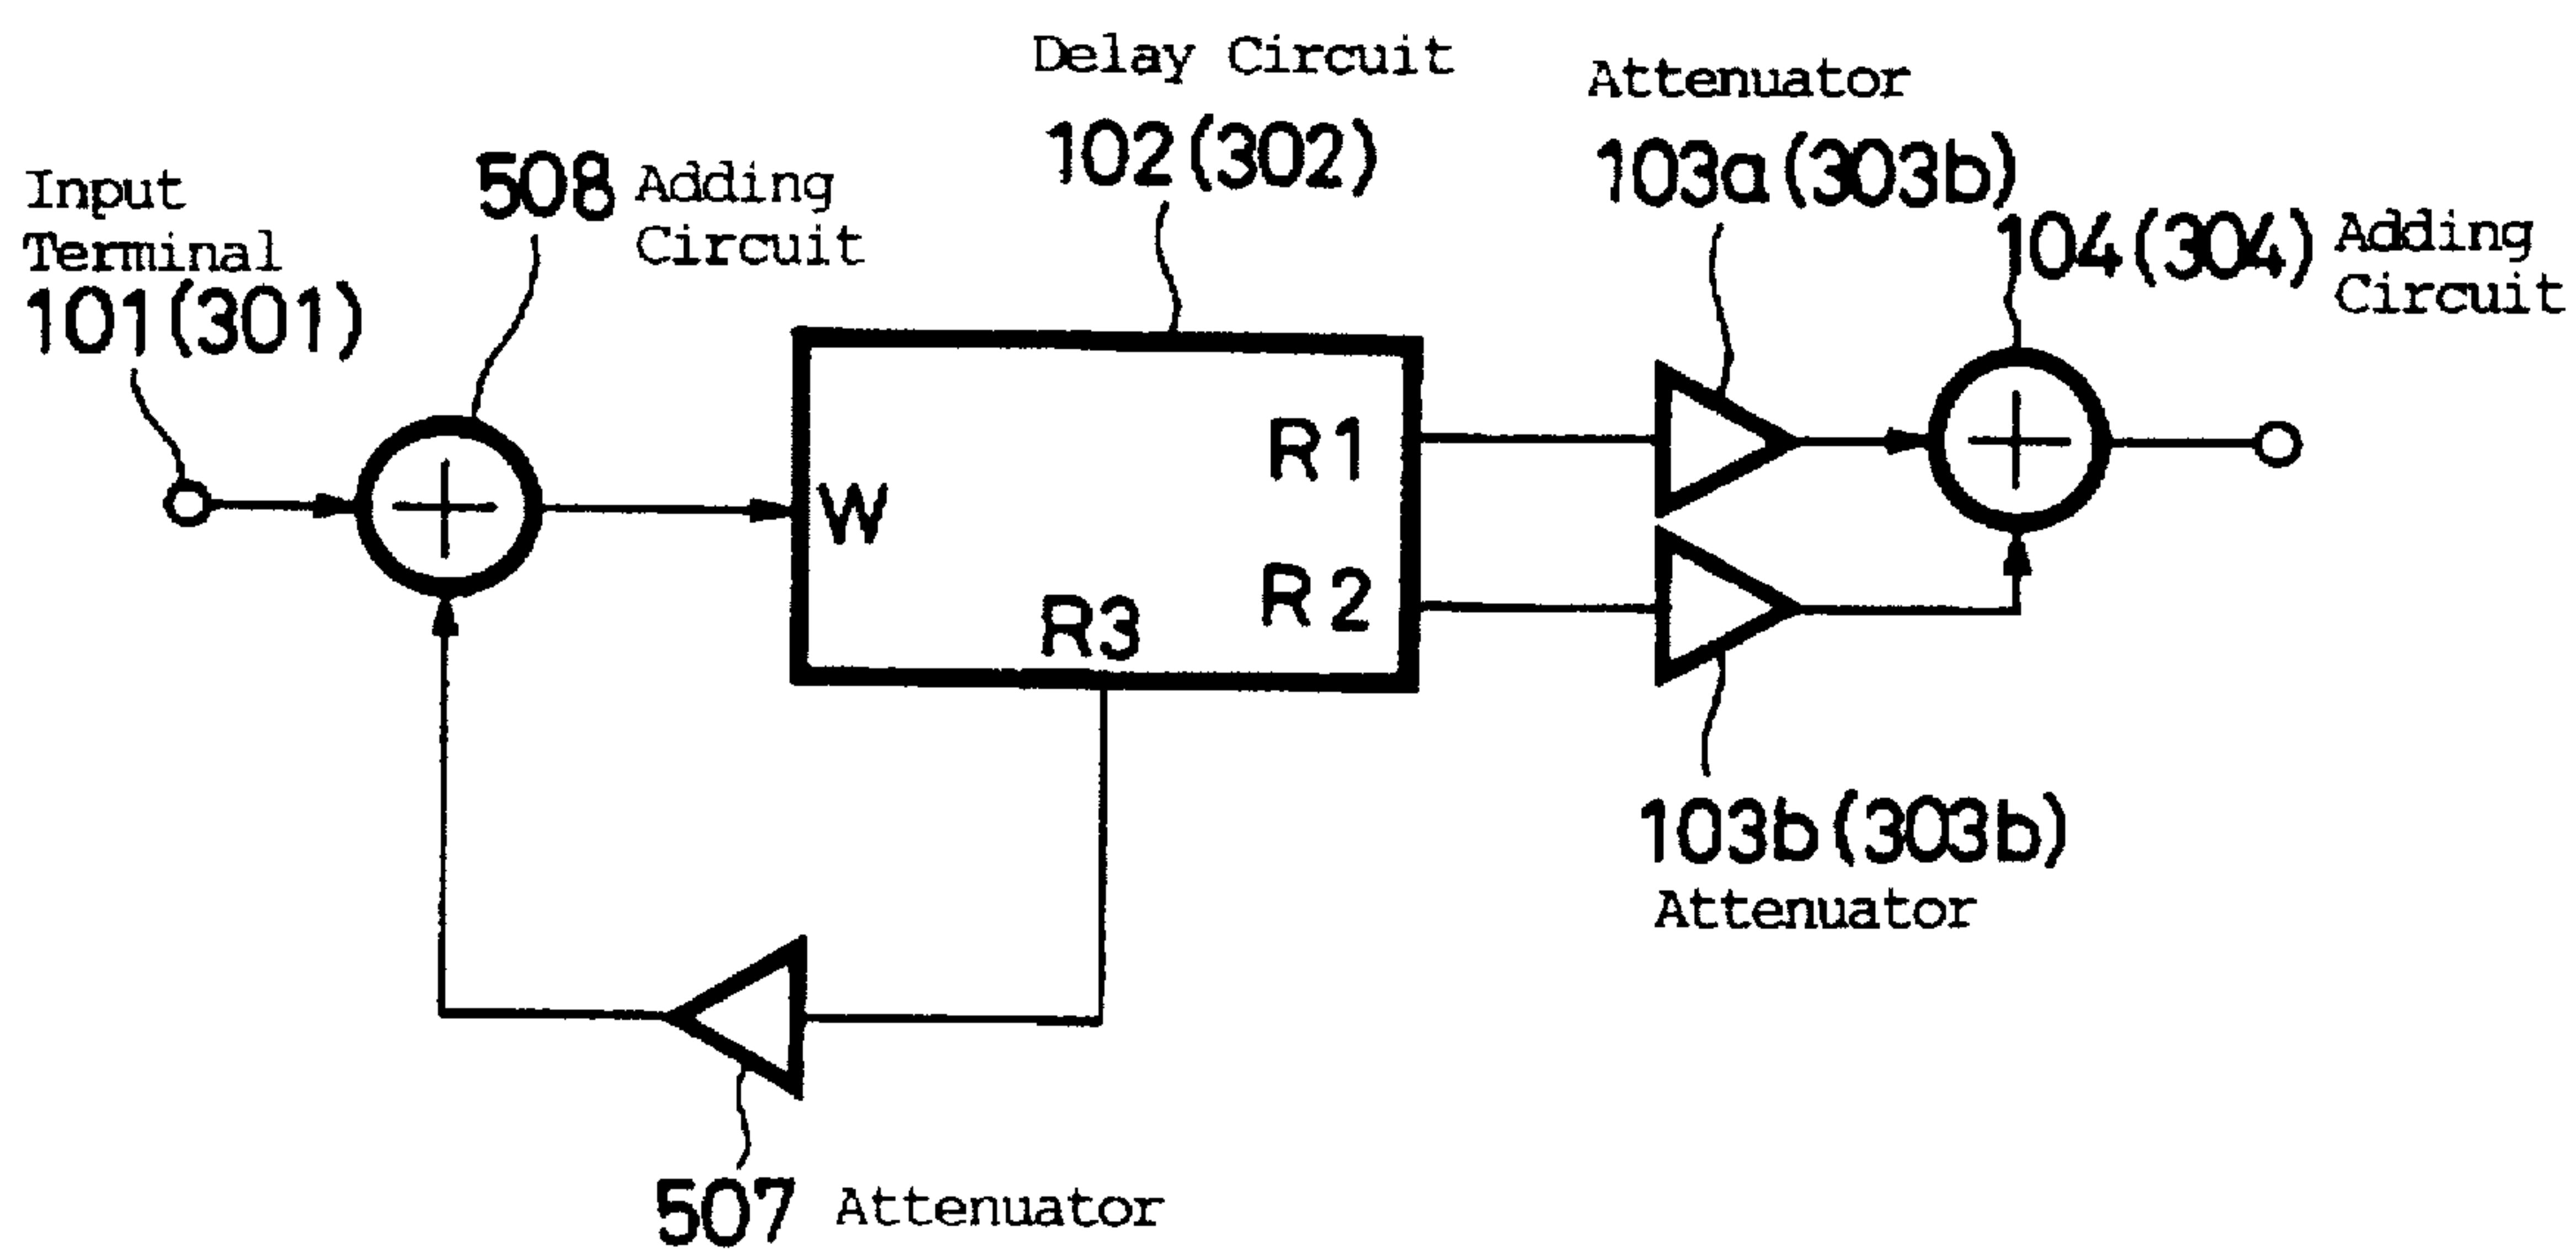 Delay Circuit
102(302)
Attenuator
103a(303b)
104(304) Adding
Circuit
508 Adding
Circuit
Input
Terminal
101(301)
W
R1
R2
R3
103b(303b)
Attenuator
507 Attenuator